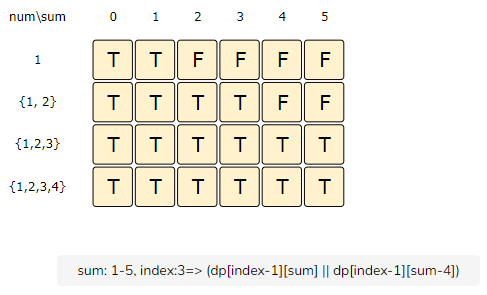 num\sum 0 1 2 3 4 5
1 T T F F F F
{1, 2} T T T T F F
{1,2,3} T T T T T T
{1,2,3,4} T T T T T T
sum: 1-5, index:3=> (dp[index-1][sum] || dp[index-1][sum-4])